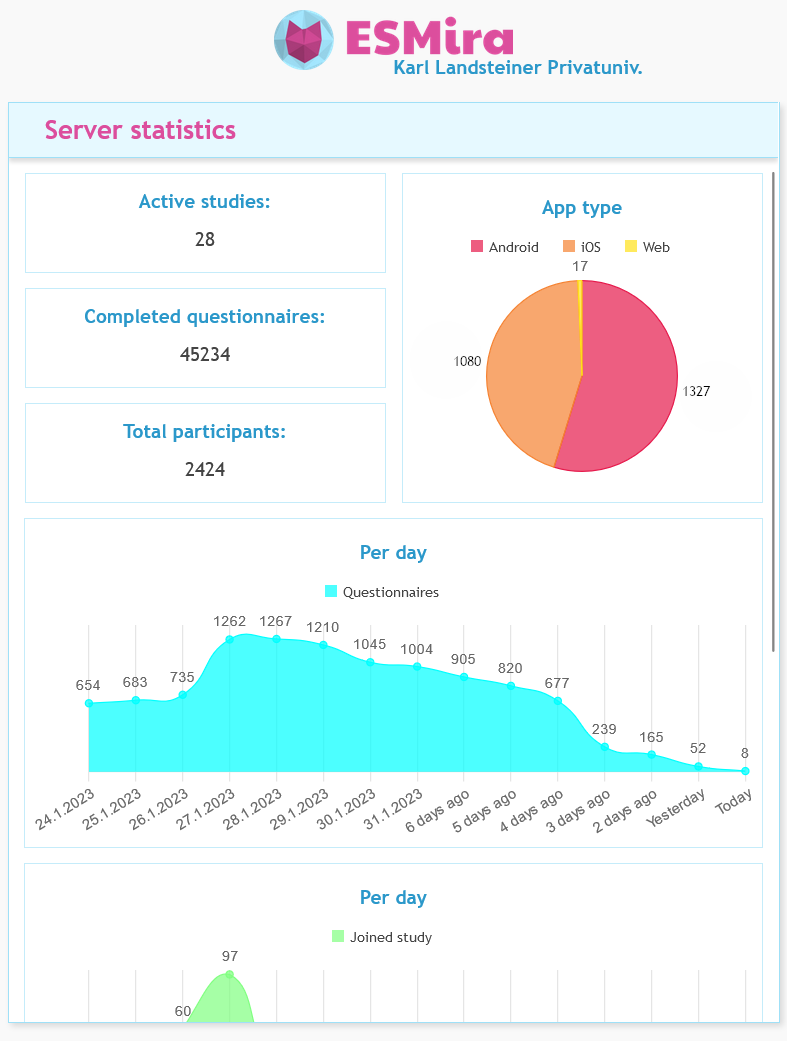 ESMira
Karl Landsteiner Privatuniv.
Server statistics
Active studies:
28
Completed questionnaires:
45234
Total participants:
2424
App type
Android iOS Web
17
1080
1327
Per day
Questionnaires
654 683 735 1262 1267 1210 1045 1004 905 820 677 239 165 52 8
24.1.2023 25.1.2023 26.1.2023 27.1.2023 28.1.2023 29.1.2023 30.1.2023 31.1.2023 6 days ago 5 days ago 4 days ago 3 days ago 2 days ago Yesterday Today
Per day
Joined study
97
60